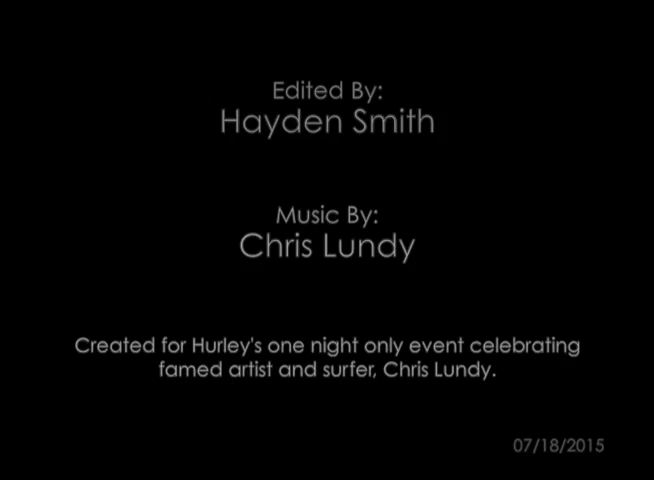 Edited By:
Hayden Smith
Music By:
Chris Lundy
Created for Hurley's one night only event celebrating
famed artist and surfer, Chris Lundy.
07/18/2015